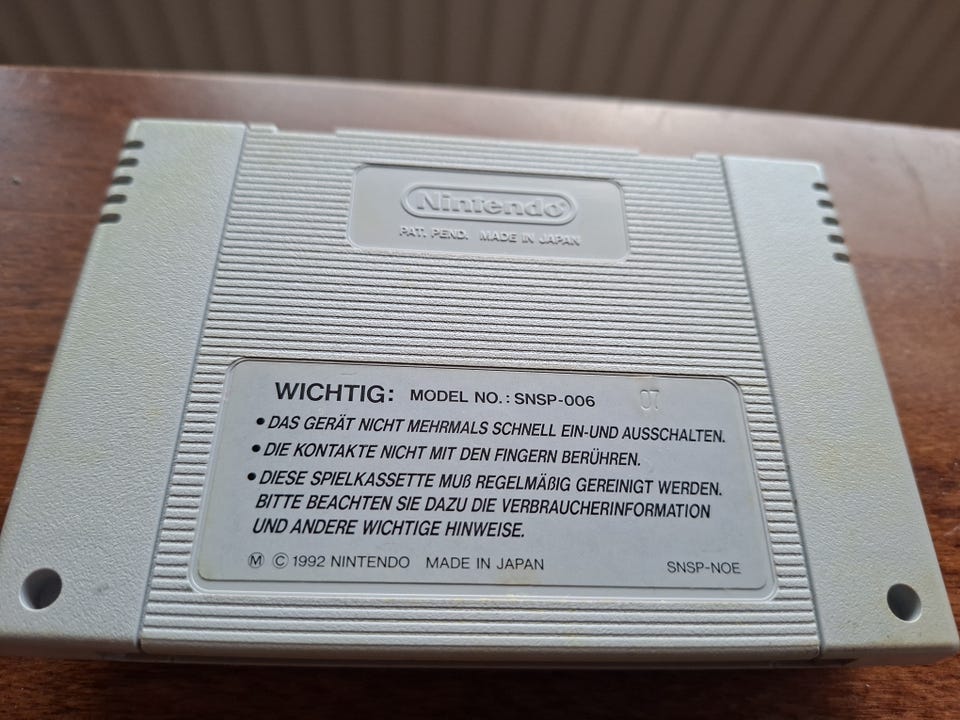 Nintendo®
PAT. PEND. MADE IN JAPAN
WICHTIG: MODEL NO.: SNSP-006 07
• DAS GERÄT NICHT MEHRMALS SCHNELL EIN-UND AUSSCHALTEN.
• DIE KONTAKTE NICHT MIT DEN FINGERN BERÜHREN.
• DIESE SPIELKASSETTE MUß REGELMÄßIG GEREINIGT WERDEN.
BITTE BEACHTEN SIE DAZU DIE VERBRAUCHERINFORMATION
UND ANDERE WICHTIGE HINWEISE.
Ⓜ © 1992 NINTENDO MADE IN JAPAN SNSP-NOE